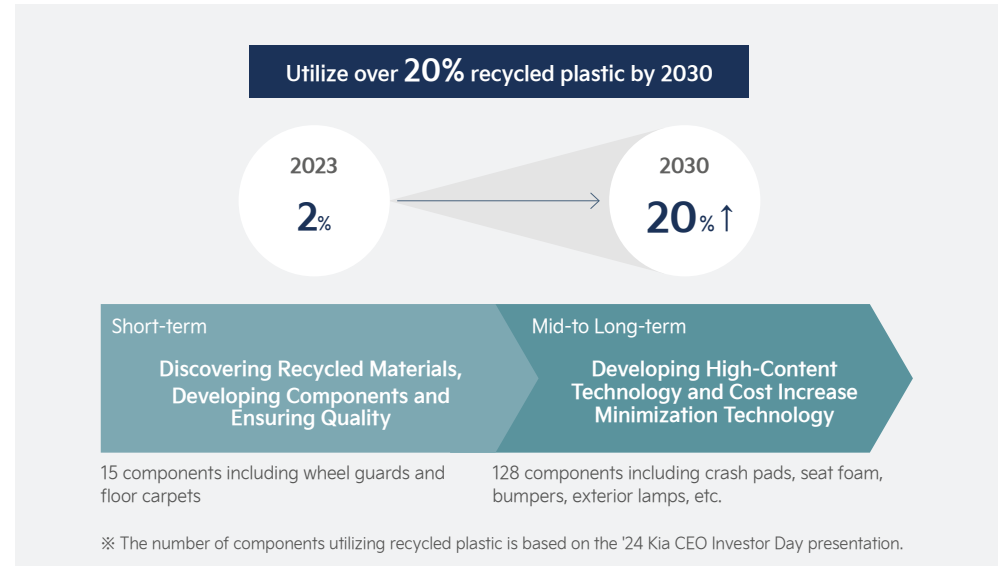 Utilize over 20% recycled plastic by 2030
2023
2%
2030
20%↑
Short-term
Discovering Recycled Materials,
Developing Components and
Ensuring Quality
Mid-to Long-term
Developing High-Content
Technology and Cost Increase
Minimization Technology
15 components including wheel guards and
floor carpets
128 components including crash pads, seat foam,
bumpers, exterior lamps, etc.
※ The number of components utilizing recycled plastic is based on the '24 Kia CEO Investor Day presentation.